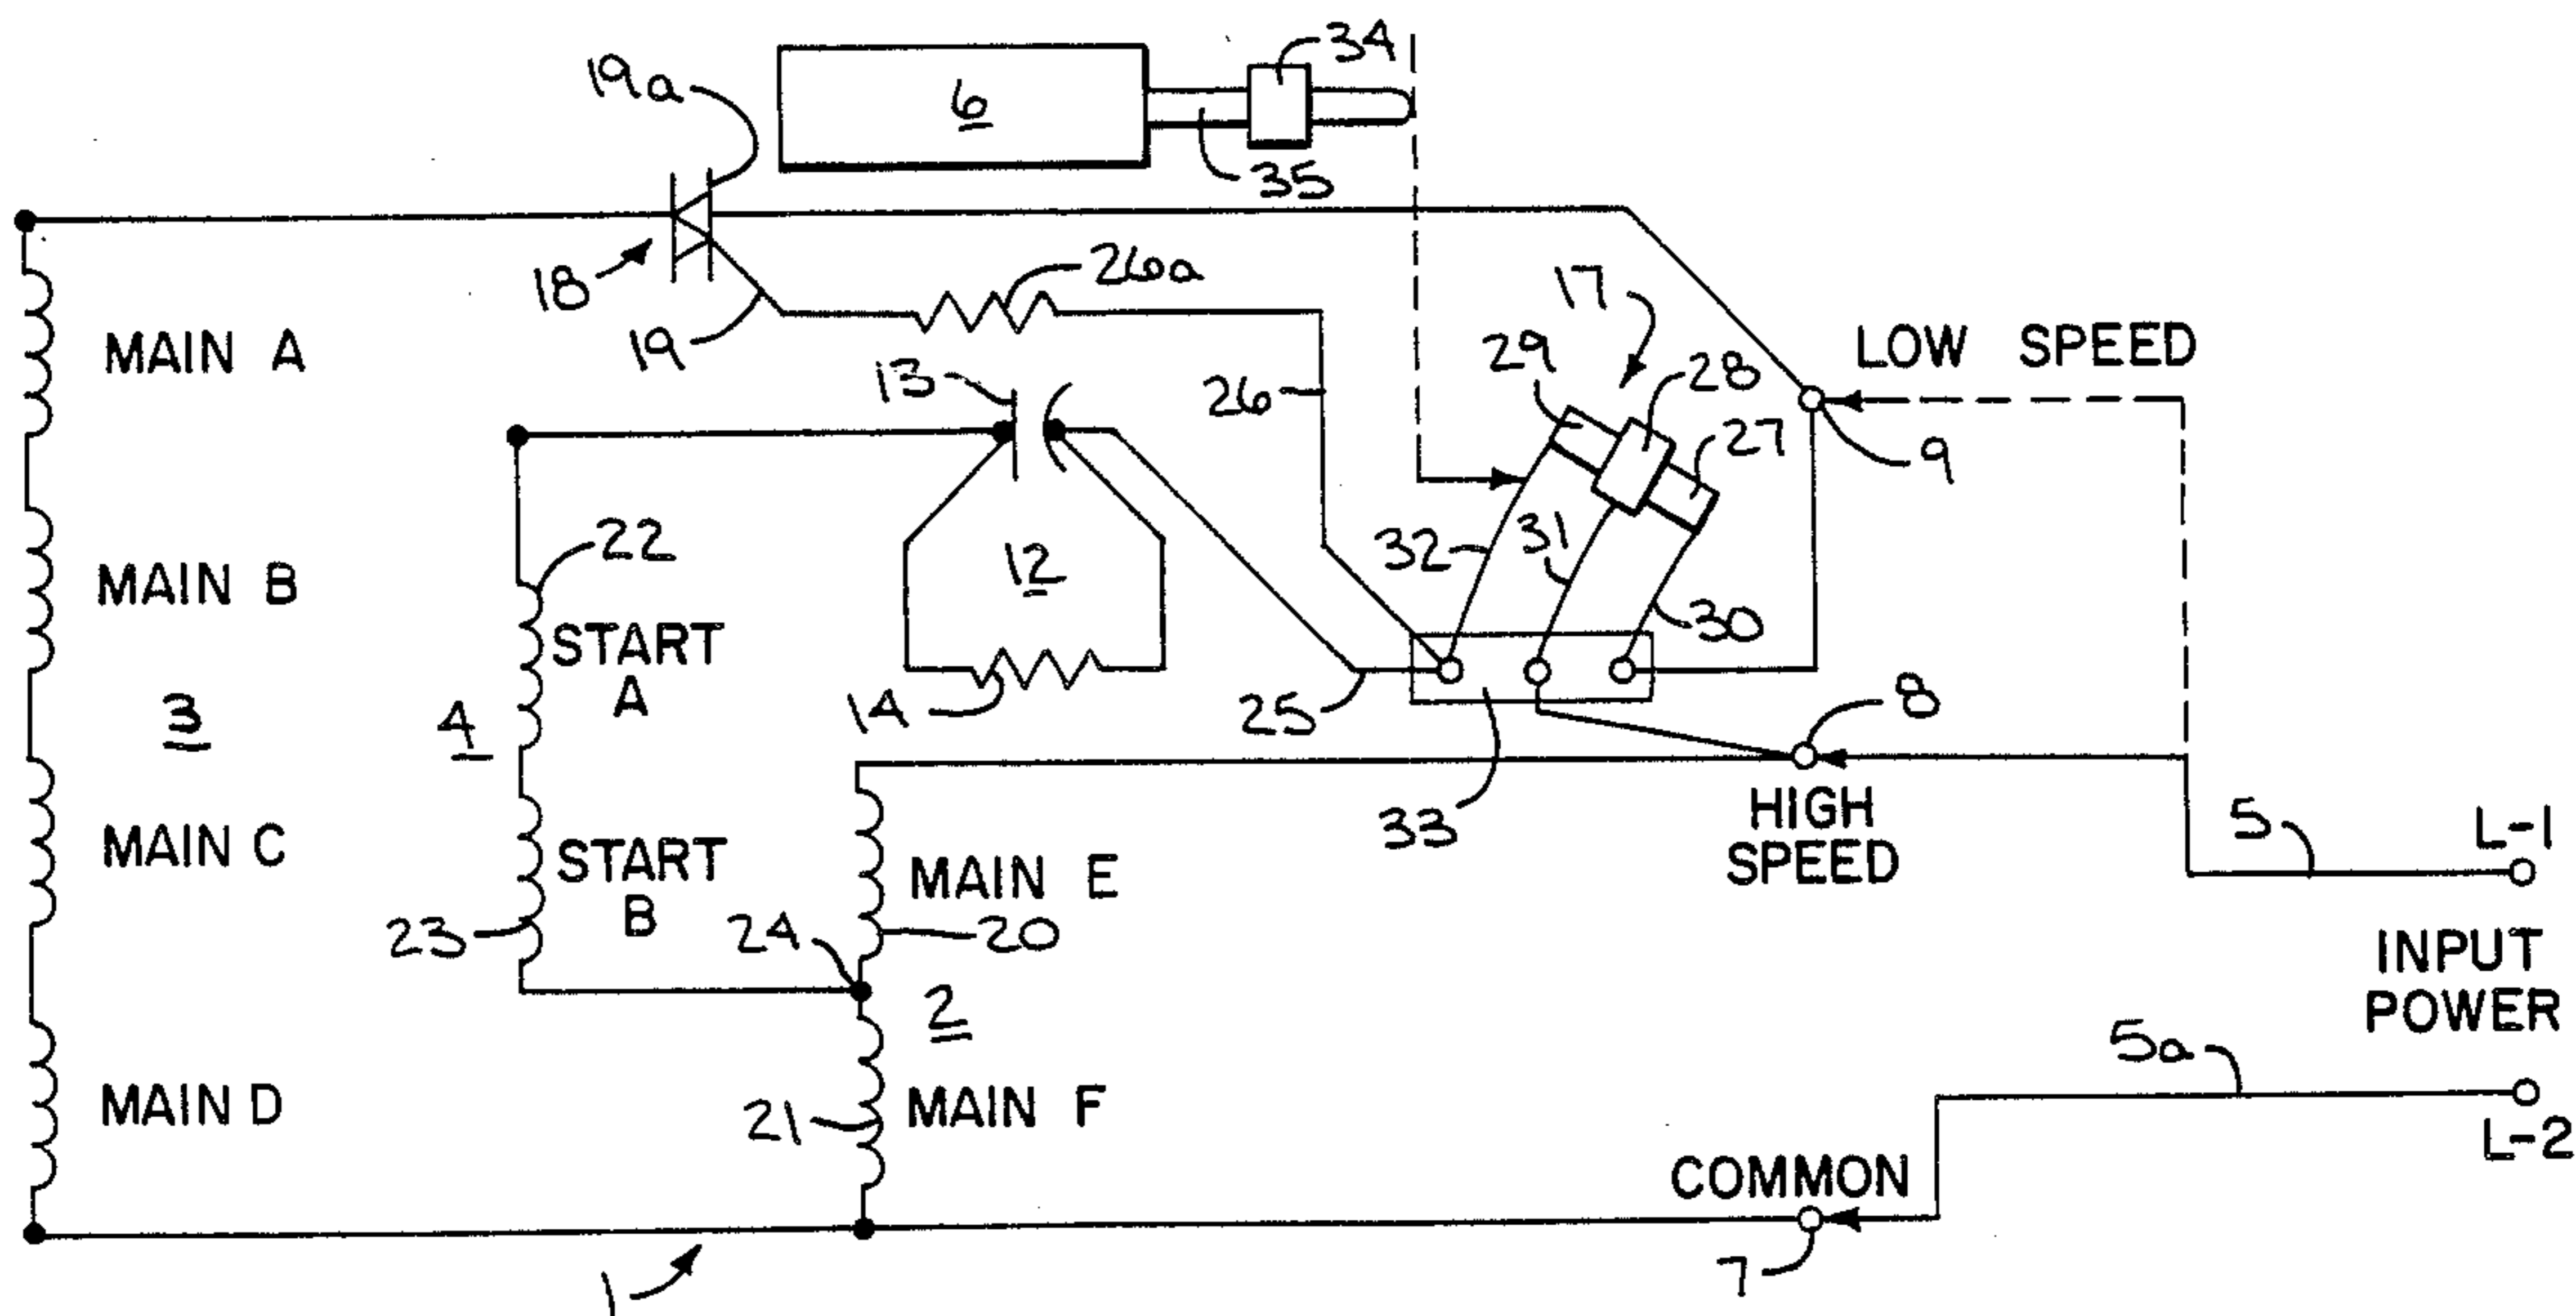 34
19a
6
35
18
26a
17
19
29
28
LOW SPEED
MAIN A
13
26
27
9
22
12
32
31
MAIN B
START
A
30
3
4
14
25
8
33
HIGH
SPEED
5
L-1
MAIN C
START
B
23
24
MAIN E
20
INPUT
POWER
2
5a
MAIN D
21
MAIN F
L-2
COMMON
7
1